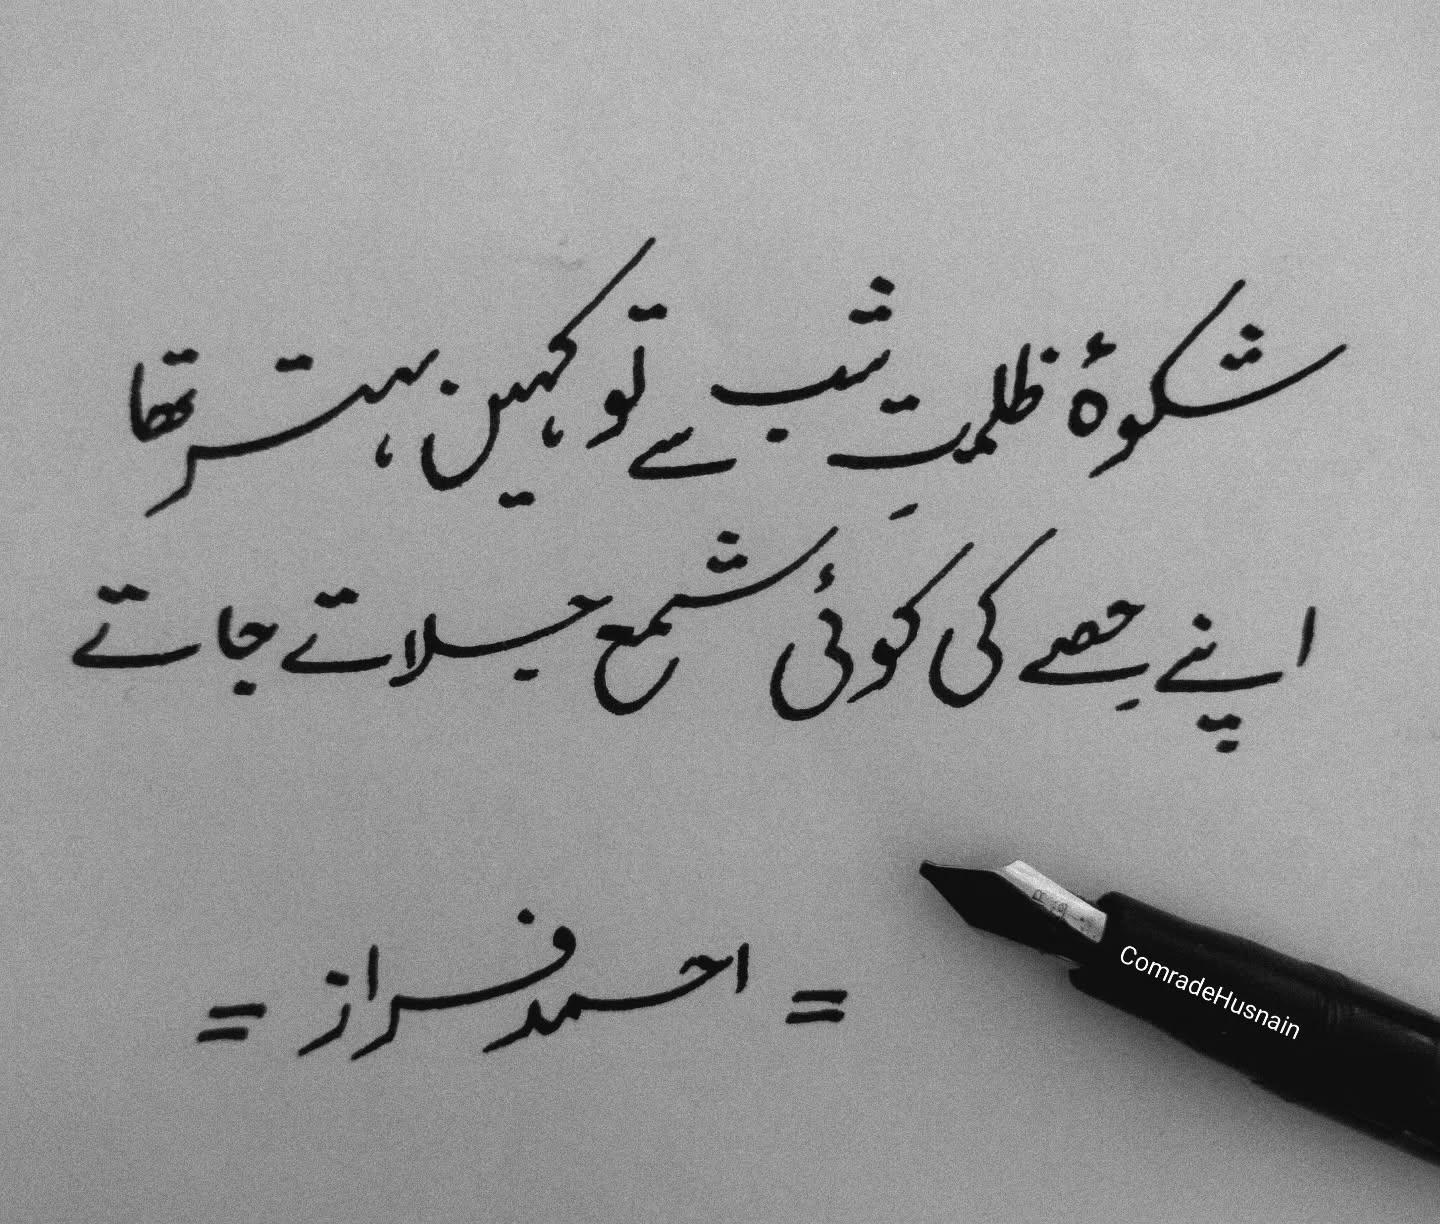 شکوۂ ظلمتِ شب سے تو کہیں بہتر تھا
اپنے حِصے کی کوئی شمع جلاتے جاتے
= احمد فراز =
ComradeHusnain